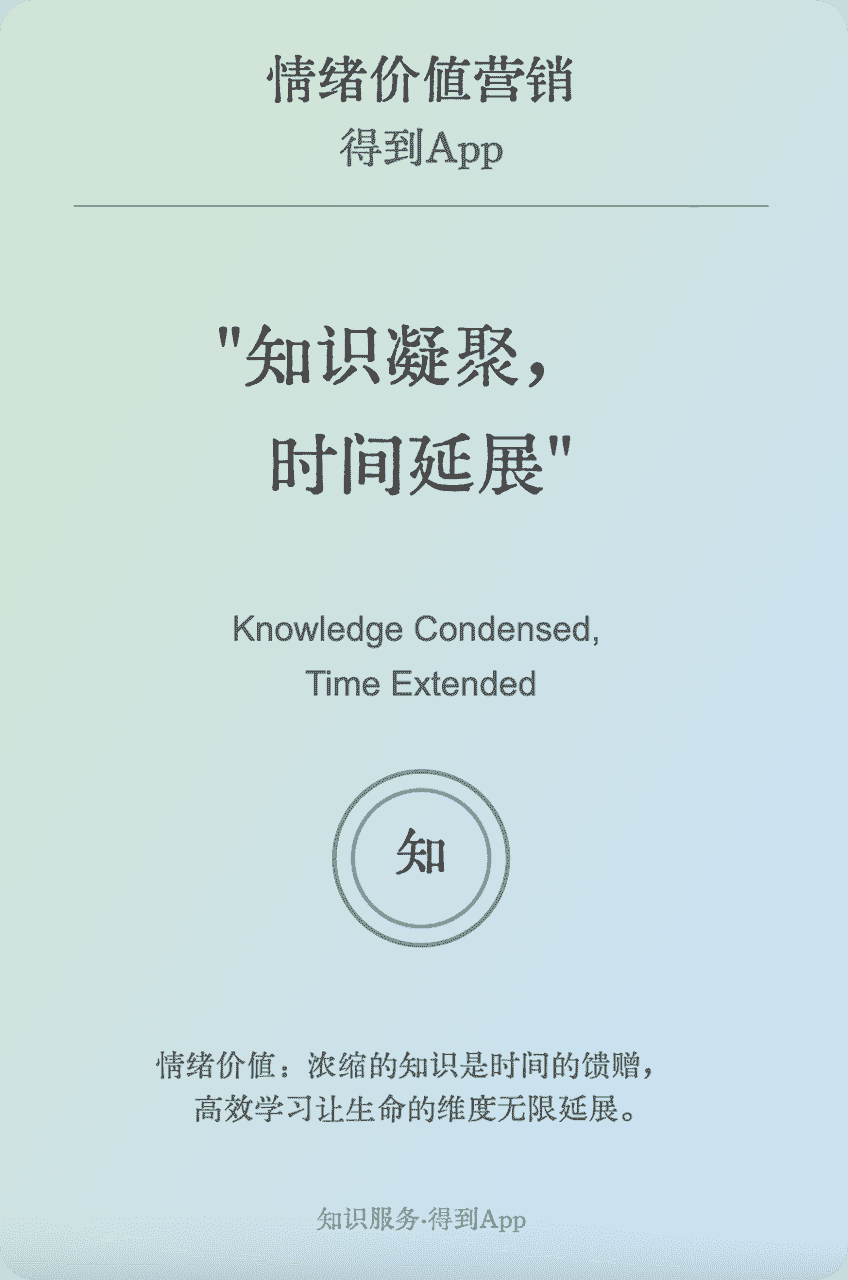 情绪价值营销
得到App
"知识凝聚，
时间延展"
Knowledge Condensed,
Time Extended
知
情绪价值：浓缩的知识是时间的馈赠，
高效学习让生命的维度无限延展。
知识服务·得到App